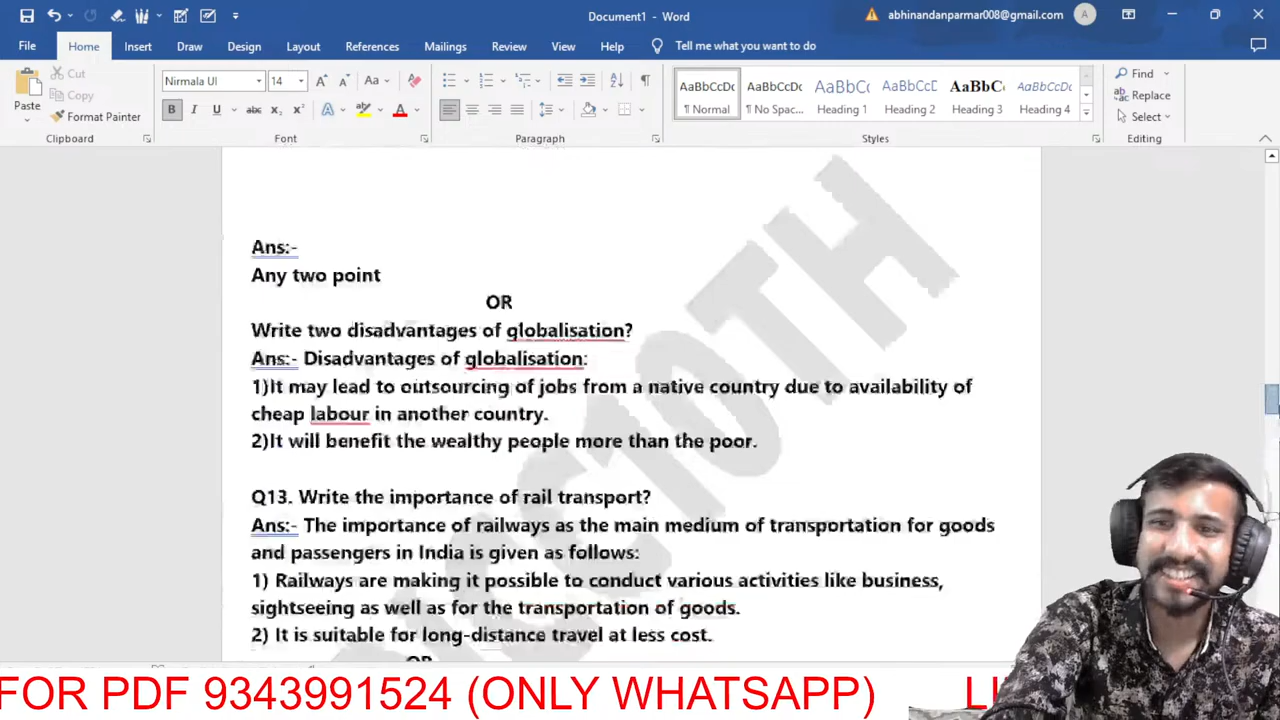 Document1 - Word
abhinandanparmar008@gmail.com
A
File Home Insert Draw Design Layout References Mailings Review View Help Tell me what you want to do
Paste
Cut
Copy
Format Painter
Clipboard
Nirmala UI 14
Font
Paragraph
AaBbCcDc AaBbCcDc AaBbCcD AaBbCcD AaBbC AaBbCcDc
¶ Normal ¶ No Spac... Heading 1 Heading 2 Heading 3 Heading 4
Styles
Find
Replace
Select
Editing
Ans:-
Any two point
OR
Write two disadvantages of globalisation?
Ans:- Disadvantages of globalisation:
1)It may lead to outsourcing of jobs from a native country due to availability of
cheap labour in another country.
2)It will benefit the wealthy people more than the poor.
Q13. Write the importance of rail transport?
Ans:- The importance of railways as the main medium of transportation for goods
and passengers in India is given as follows:
1) Railways are making it possible to conduct various activities like business,
sightseeing as well as for the transportation of goods.
2) It is suitable for long-distance travel at less cost.
OR
10TH
FOR PDF 9343991524 (ONLY WHATSAPP)